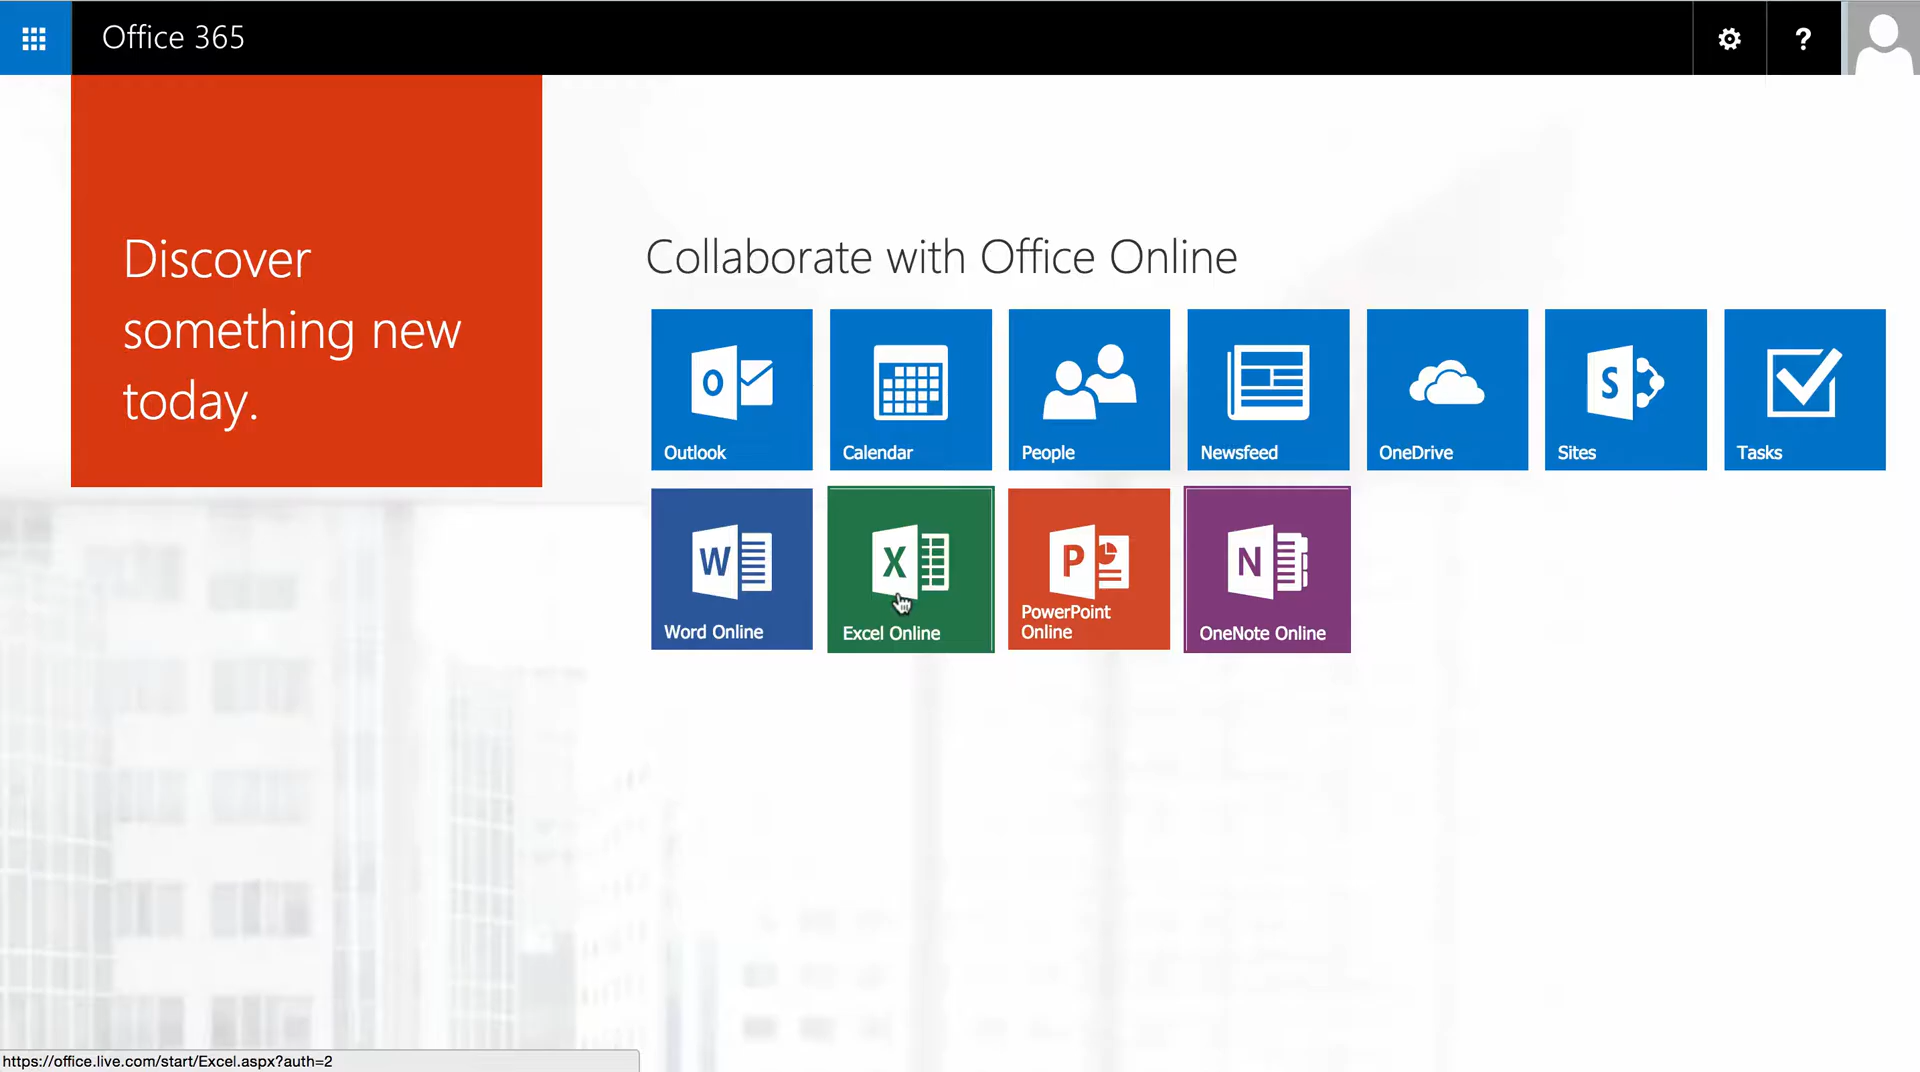 Office 365
?
Discover
something new
today.
Collaborate with Office Online
Outlook
Calendar
People
Newsfeed
OneDrive
Sites
Tasks
Word Online
Excel Online
PowerPoint
Online
OneNote Online
O
S
W
X
P
N
https://office.live.com/start/Excel.aspx?auth=2